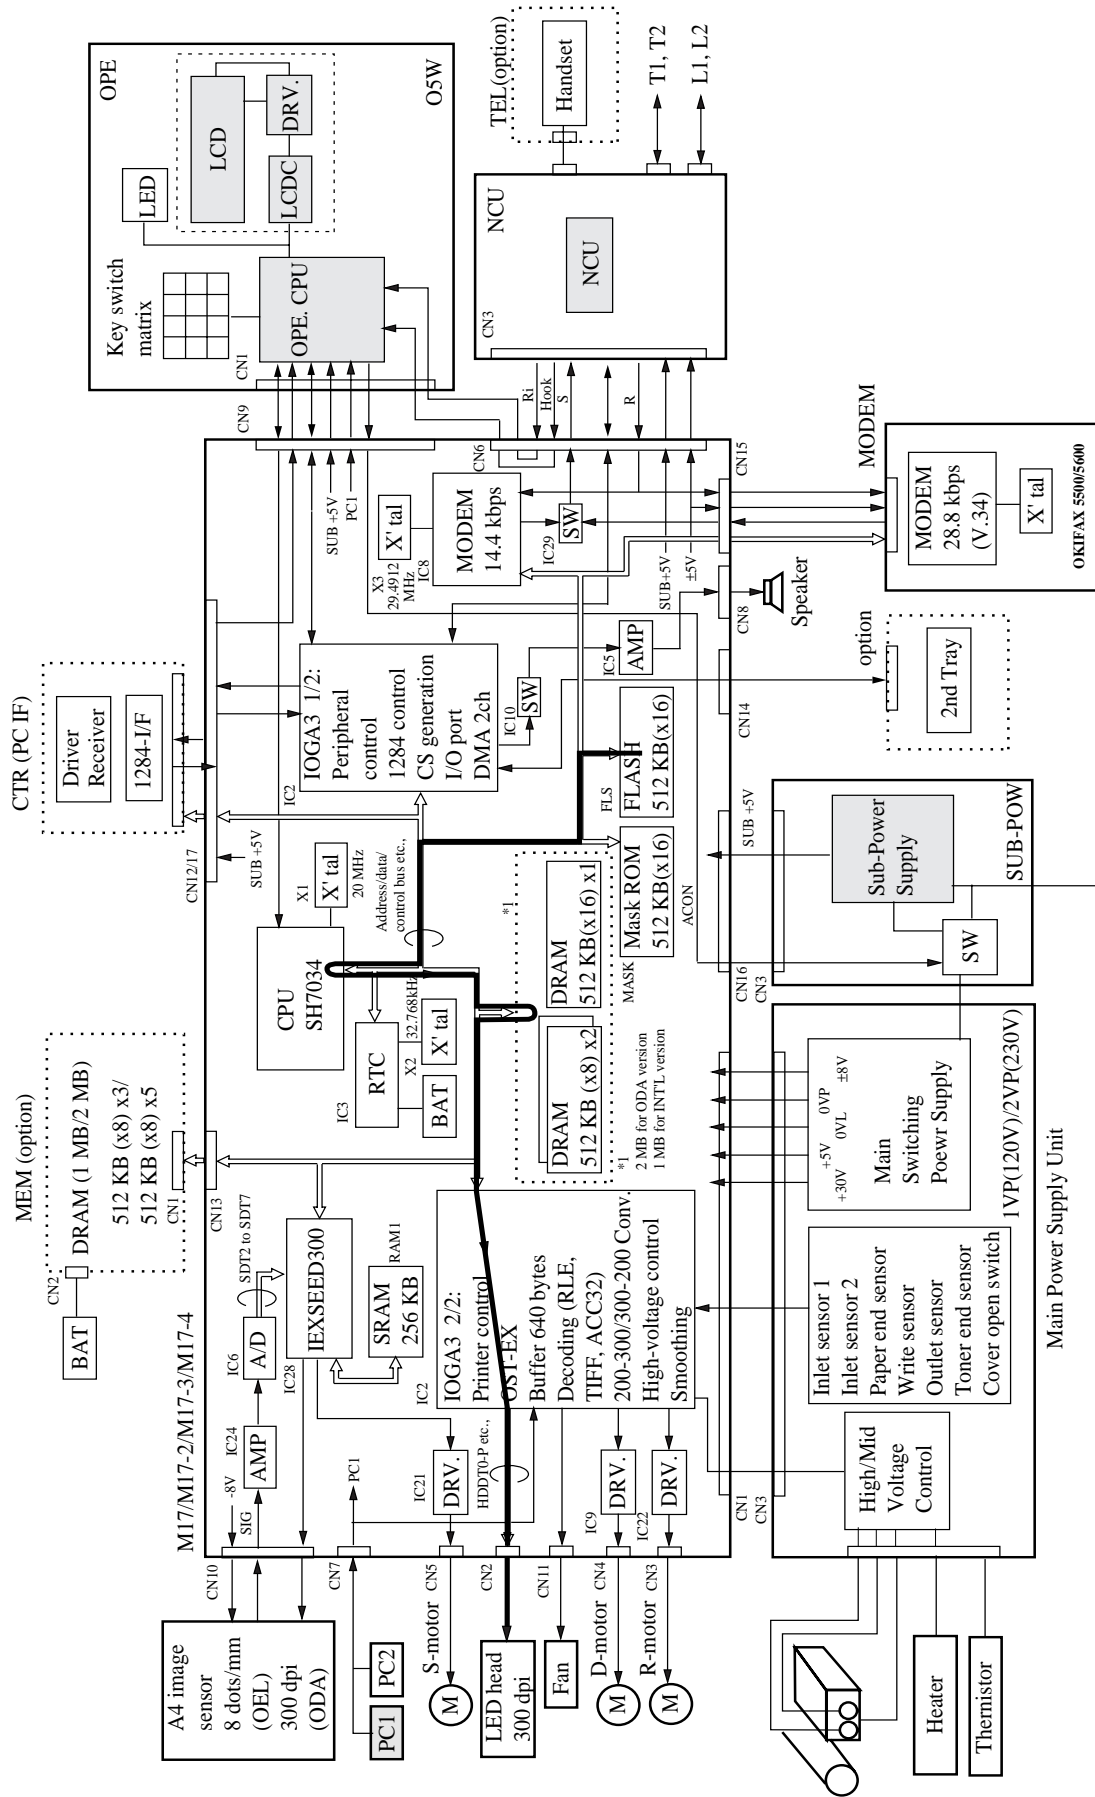 MEM (option)
DRAM (1 MB/2 MB)
512 KB (x8) x3/
512 KB (x8) x5
CN2
BAT
CN1
CTR (PC IF)
Driver
Receiver
1284-I/F
OPE
O5W
Key switch
matrix
LED
LCD
DRV.
LCDC
OPE. CPU
CN1
M17/M17-2/M17-3/M17-4
CN13
CN12/17
CN9
SUB +5V
A4 image
sensor
8 dots/mm
(OEL)
300 dpi
(ODA)
CN10
-8V
SIG
IC24
AMP
IC6
A/D
SDT2 to SDT7
IC28
IEXSEED300
SRAM
256 KB
RAM1
CPU
SH7034
X1
X' tal
20 MHz
IC3
RTC
X2
32.768kHz
X' tal
BAT
Address/data/
control bus etc.,
IC2
IOGA3 1/2:
Peripheral
control
1284 control
CS generation
I/O port
DMA 2ch
SUB +5V
PC1
X3
29.4912
MHz
X' tal
IC8
MODEM
14.4 kbps
IC29
SW
CN6
Ri
Hook
S
R
CN3
NCU
NCU
TEL(option)
Handset
T1, T2
L1, L2
PC1
PC2
CN7
PC1
IC2
IOGA3 2/2:
Printer control
OST-EX
Buffer 640 bytes
Decoding (RLE,
TIFF, ACC32)
200-300/300-200 Conv.
High-voltage control
Smoothing
S-motor
M
CN5
IC21
DRV.
HDDT0-P etc.,
LED head
300 dpi
CN2
Fan
CN11
D-motor
M
CN4
IC9
DRV.
R-motor
M
CN3
IC22
DRV.
DRAM
512 KB (x8) x2
DRAM
512 KB(x16) x1
*1
*1
2 MB for ODA version
1 MB for INT'L version
MASK
Mask ROM
512 KB(x16)
FLS
FLASH
512 KB(x16)
IC10
SW
IC5
AMP
SUB+5V
±5V
ACON
CN1
CN3
CN16
CN3
CN14
CN8
CN15
Speaker
SUB +5V
Sub-Power
Supply
SW
SUB-POW
option
2nd Tray
MODEM
MODEM
28.8 kbps
(V.34)
X' tal
OKIFAX 5500/5600
High/Mid
Voltage
Control
Inlet sensor 1
Inlet sensor 2
Paper end sensor
Write sensor
Outlet sensor
Toner end sensor
Cover open switch
+30V
+5V
0VL
0VP
±8V
Main
Switching
Poewr Supply
1VP(120V)/2VP(230V)
Main Power Supply Unit
Heater
Thernistor